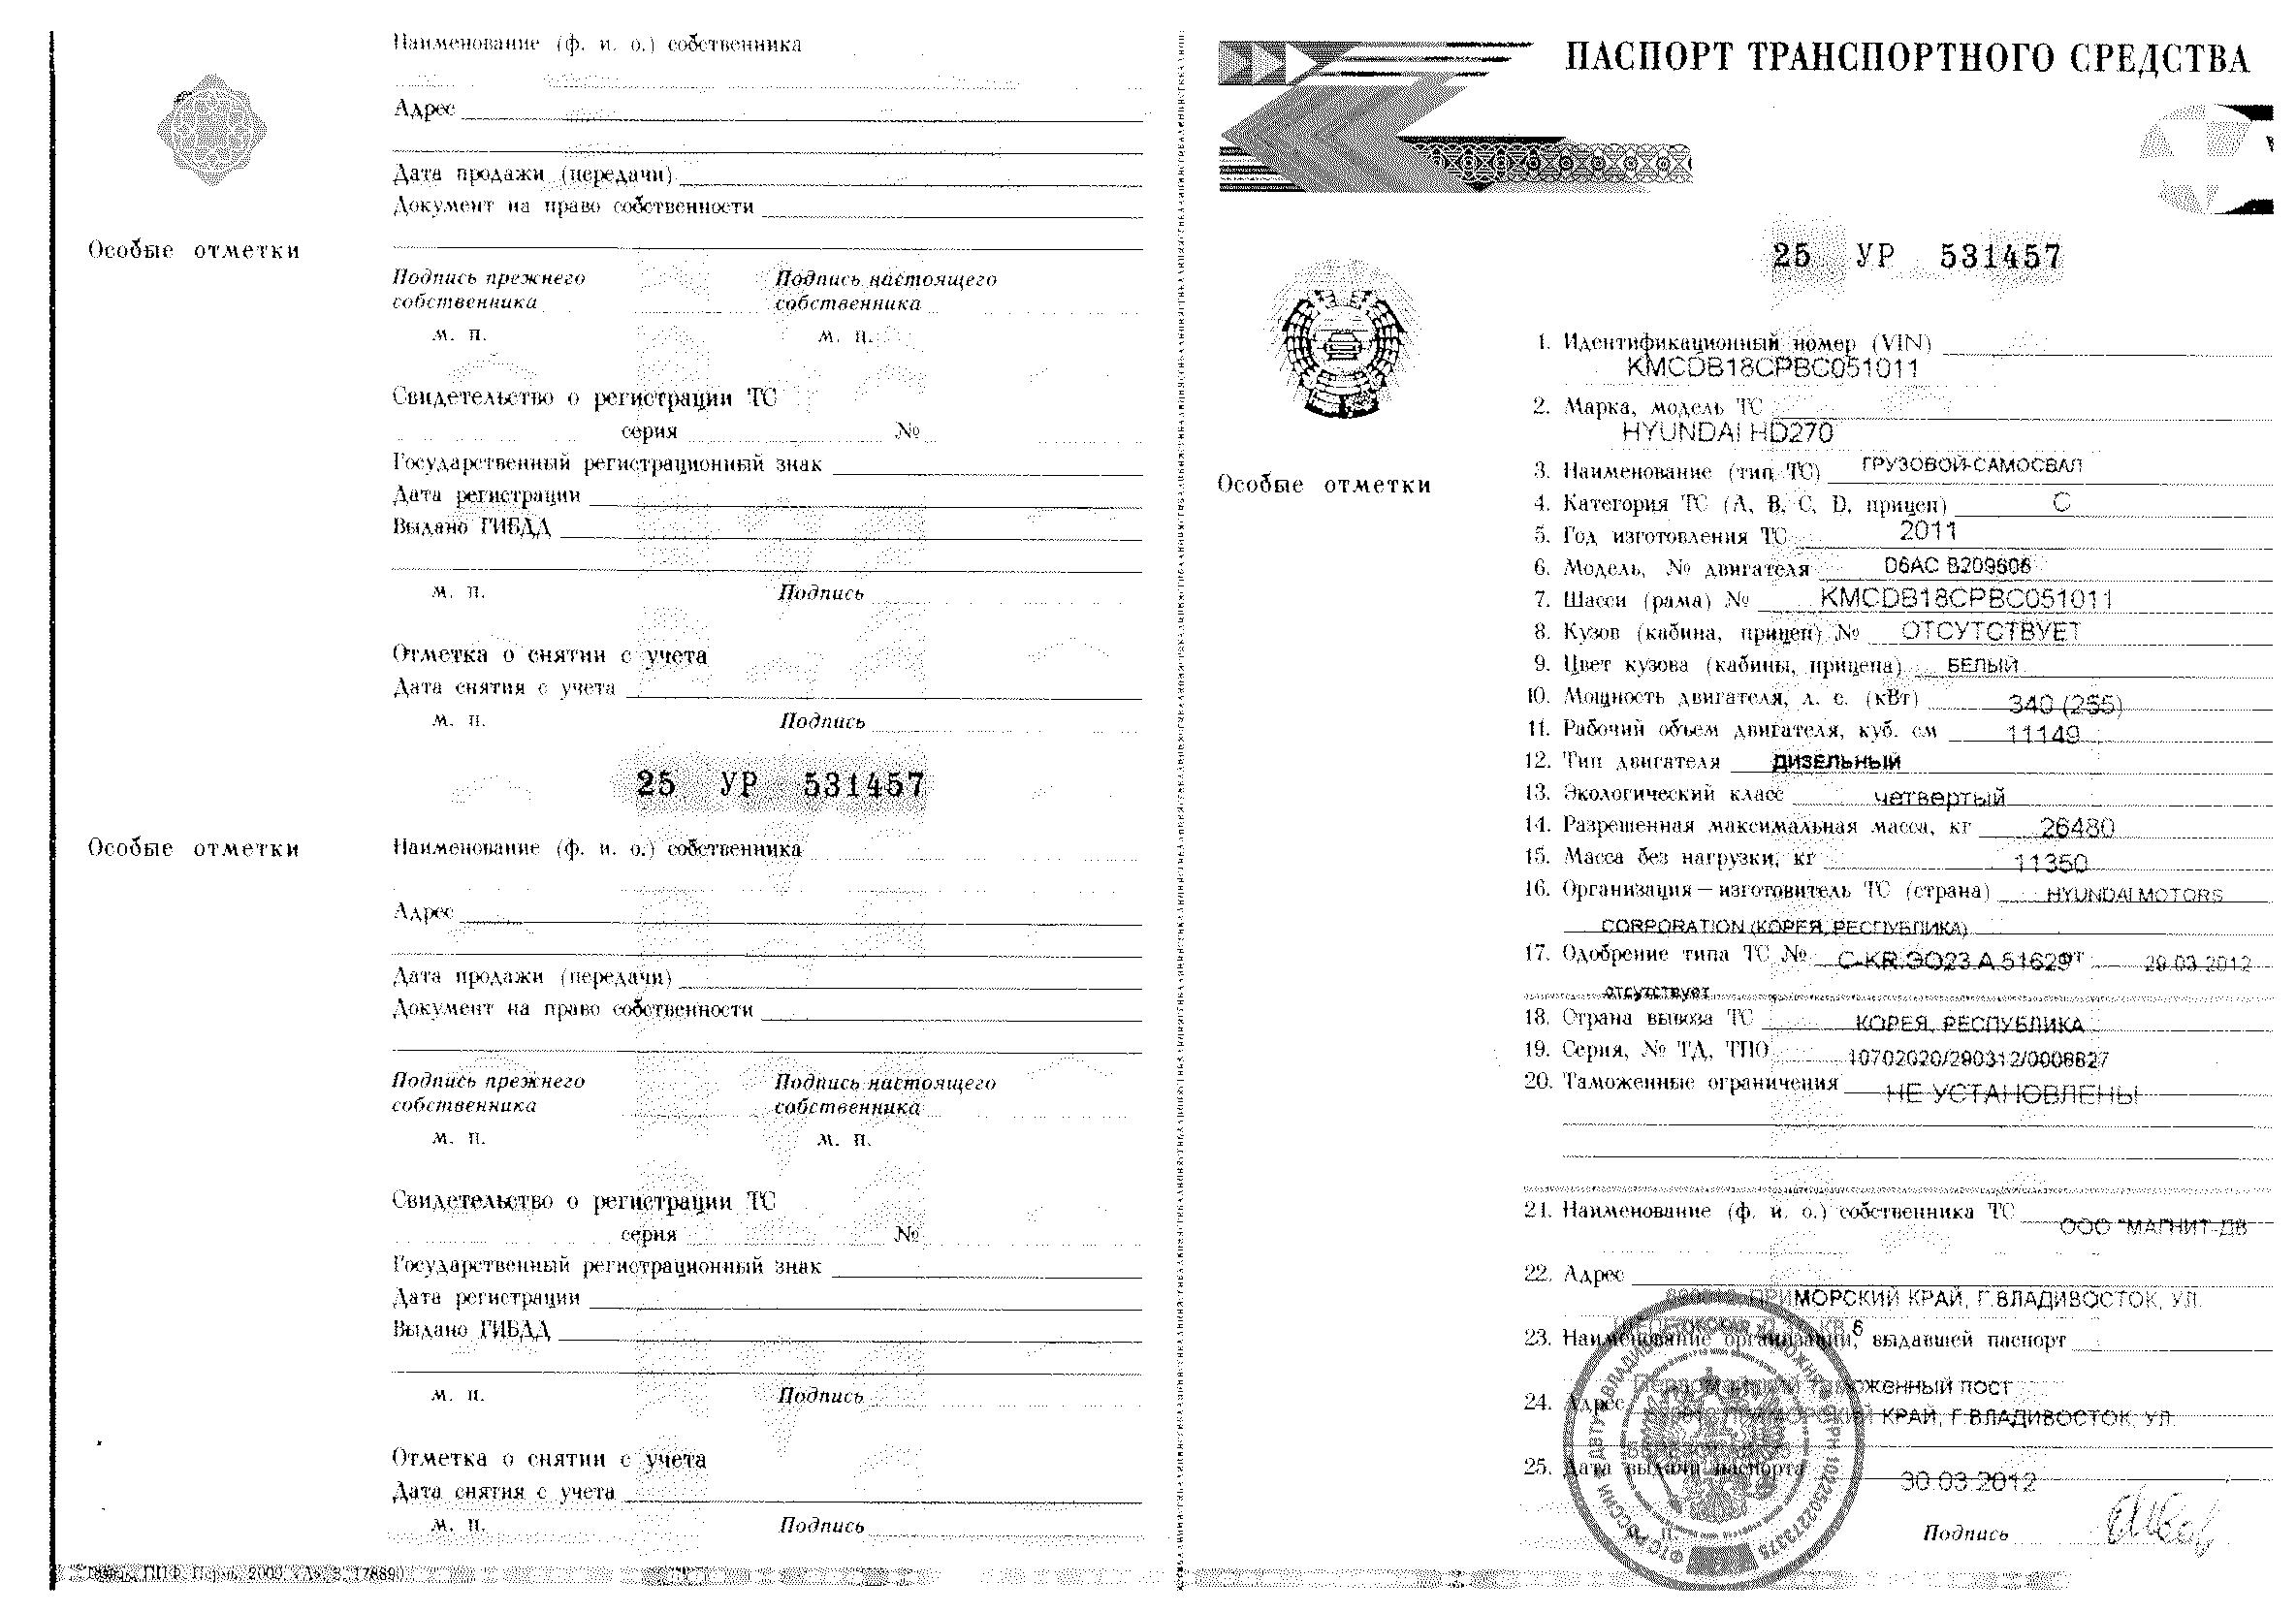 Наименование (ф. и. о.) собственника
Адрес
Дата продажи (передачи)
Документ на право собственности
Особые отметки
Подпись прежнего собственника
Подпись настоящего собственника
м. п.
м. п.
Свидетельство о регистрации ТС
серия №
Государственный регистрационный знак
Дата регистрации
Выдано ГИБДД
м. п. Подпись
Отметка о снятии с учета
Дата снятия с учета
м. п. Подпись
25 УР 531457
Особые отметки
Наименование (ф. и. о.) собственника
Адрес
Дата продажи (передачи)
Документ на право собственности
Подпись прежнего собственника
Подпись настоящего собственника
м. п.
м. п.
Свидетельство о регистрации ТС
серия №
Государственный регистрационный знак
Дата регистрации
Выдано ГИБДД
м. п. Подпись
Отметка о снятии с учета
Дата снятия с учета
м. п. Подпись
ПАСПОРТ ТРАНСПОРТНОГО СРЕДСТВА
25 УР 531457
Особые отметки
1. Идентификационный номер (VIN)
KMCDB18CPBC051011
2. Марка, модель ТС
HYUNDAI HD270
3. Наименование (тип ТС) ГРУЗОВОЙ-САМОСВАЛ
4. Категория ТС (А, В, С, D, прицеп) C
5. Год изготовления ТС 2011
6. Модель, № двигателя D6AC B209606
7. Шасси (рама) № KMCDB18CPBC051011
8. Кузов (кабина, прицеп) № ОТСУТСТВУЕТ
9. Цвет кузова (кабины, прицепа) БЕЛЫЙ
10. Мощность двигателя, л. с. (кВт) 340 (255)
11. Рабочий объем двигателя, куб. см 11149
12. Тип двигателя ДИЗЕЛЬНЫЙ
13. Экологический класс четвертый
14. Разрешенная максимальная масса, кг 26480
15. Масса без нагрузки, кг 11350
16. Организация – изготовитель ТС (страна) HYUNDAI MOTORS
CORPORATION (КОРЕЯ, РЕСПУБЛИКА)
17. Одобрение типа ТС № C-KR.ЭО23.А.51629 от 29.03.2012
отсутствует
18. Страна вывоза ТС КОРЕЯ, РЕСПУБЛИКА
19. Серия, № ТД, ТПО 10702020/290312/0008827
20. Таможенные ограничения НЕ УСТАНОВЛЕНЫ
21. Наименование (ф. и. о.) собственника ТС ООО "МАГНИТ-ДВ
22. Адрес
ПРИМОРСКИЙ КРАЙ, Г.ВЛАДИВОСТОК, УЛ.
6
23. Наименование организации, выдавшей паспорт
таможенный пост
24. Адрес ПРИМОРСКИЙ КРАЙ, Г.ВЛАДИВОСТОК, УЛ.
25. Дата выдачи паспорта 30.03.2012
Подпись